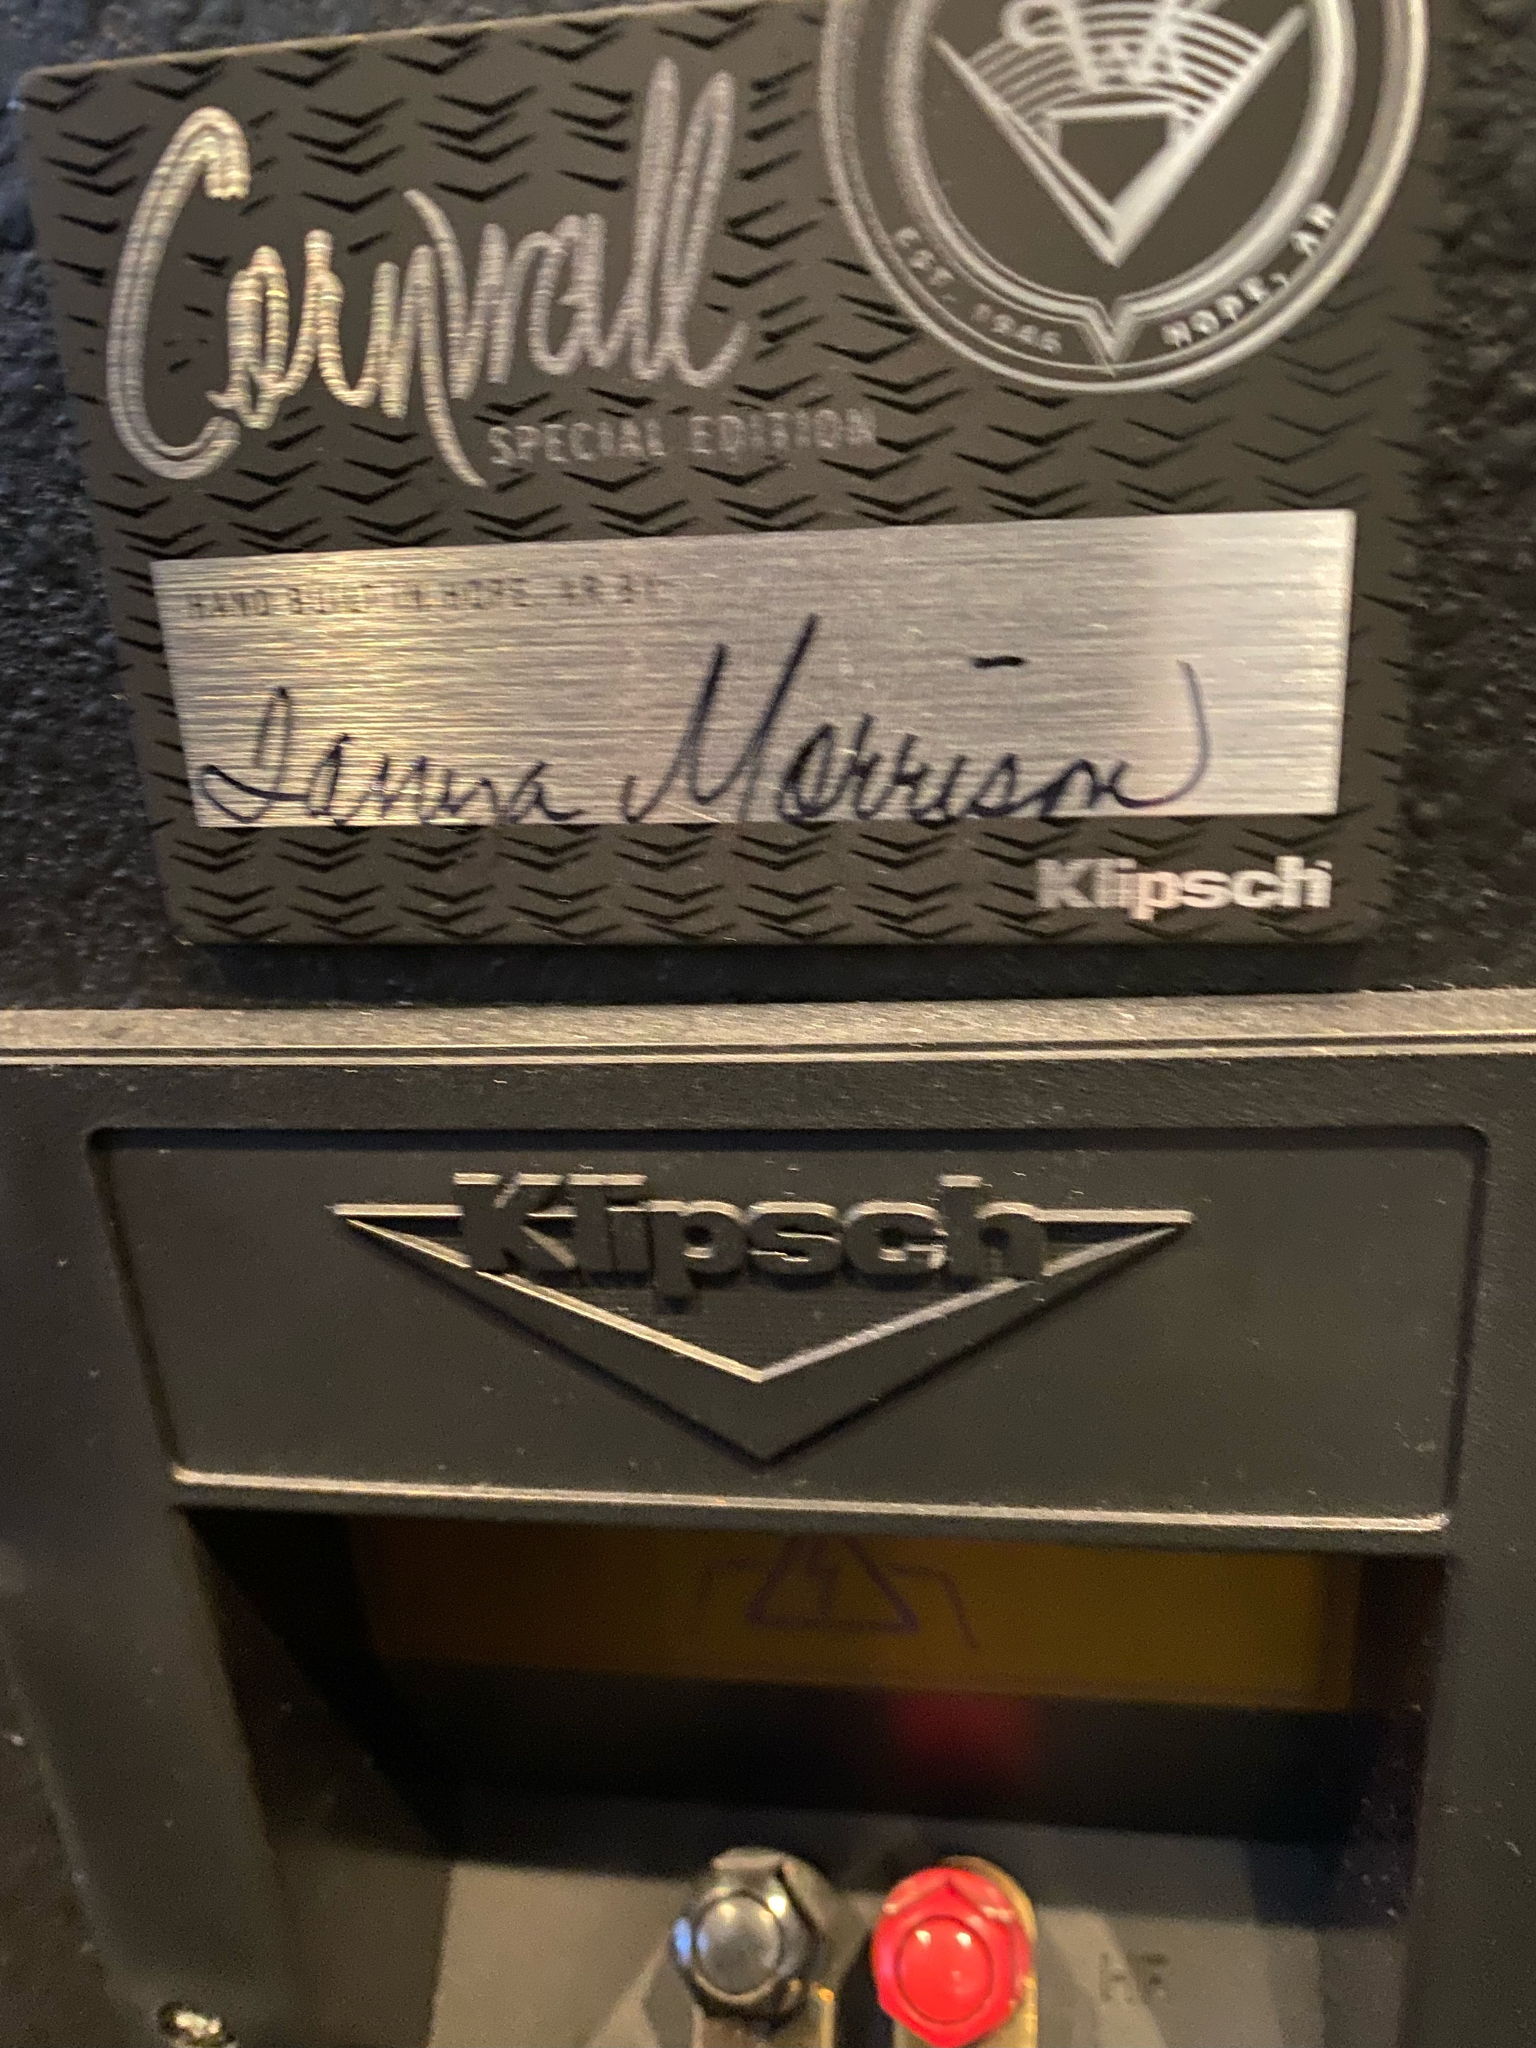 Cornwall
SPECIAL EDITION
EST. 1946
HOPE, AR
HAND BUILT IN HOPE, AR BY
Morrison
Klipsch
Klipsch
HF